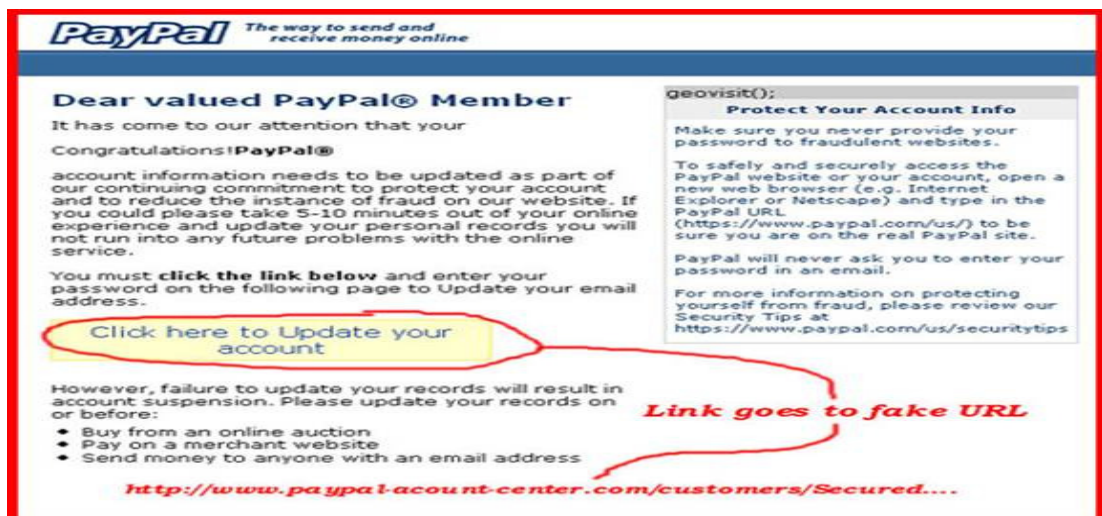 PayPal The way to send and
receive money online
Dear valued PayPal® Member
It has come to our attention that your
Congratulations!PayPal®
account information needs to be updated as part of
our continuing commitment to protect your account
and to reduce the instance of fraud on our website. If
you could please take 5-10 minutes out of your online
experience and update your personal records you will
not run into any future problems with the online
service.
You must click the link below and enter your
password on the following page to Update your email
address.
Click here to Update your
account
However, failure to update your records will result in
account suspension. Please update your records on
or before:
• Buy from an online auction
• Pay on a merchant website
• Send money to anyone with an email address
geovisit();
Protect Your Account Info
Make sure you never provide your
password to fraudulent websites.
To safely and securely access the
PayPal website or your account, open a
new web browser (e.g. Internet
Explorer or Netscape) and type in the
PayPal URL
(https://www.paypal.com/us/) to be
sure you are on the real PayPal site.
PayPal will never ask you to enter your
password in an email.
For more information on protecting
yourself from fraud, please review our
Security Tips at
https://www.paypal.com/us/securitytips
Link goes to fake URL
http://www.paypal-acount-center.com/customers/Secured....